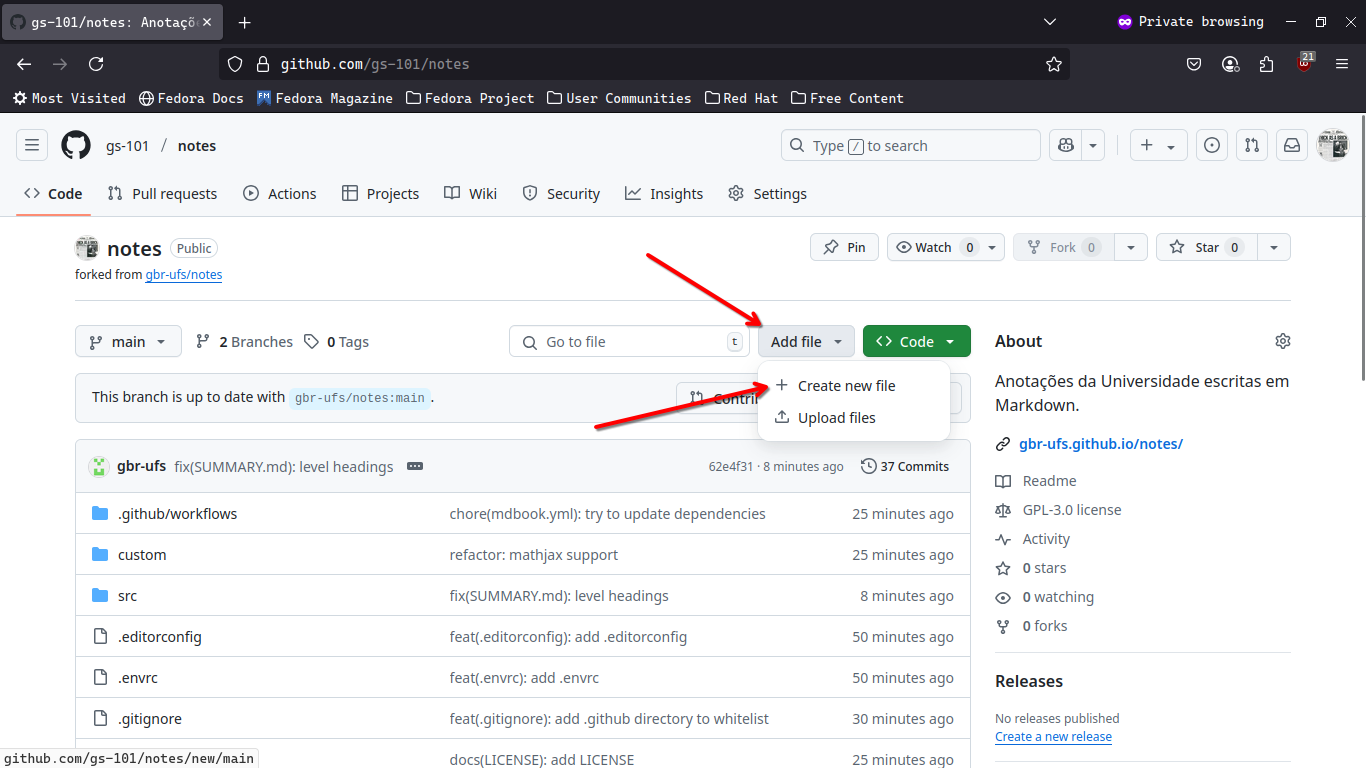 gs-101/notes: Anotaçõe
Private browsing
github.com/gs-101/notes
21
Most Visited
Fedora Docs
Fedora Magazine
Fedora Project
User Communities
Red Hat
Free Content
gs-101 / notes
Type / to search
Code
Pull requests
Actions
Projects
Wiki
Security
Insights
Settings
notes Public
forked from gbr-ufs/notes
Pin
Watch 0
Fork 0
Star 0
main
2 Branches
0 Tags
Go to file t
Add file
Code
Create new file
Upload files
This branch is up to date with gbr-ufs/notes:main.
gbr-ufs fix(SUMMARY.md): level headings
62e4f31 · 8 minutes ago
37 Commits
.github/workflows chore(mdbook.yml): try to update dependencies 25 minutes ago
custom refactor: mathjax support 25 minutes ago
src fix(SUMMARY.md): level headings 8 minutes ago
.editorconfig feat(.editorconfig): add .editorconfig 50 minutes ago
.envrc feat(.envrc): add .envrc 50 minutes ago
.gitignore feat(.gitignore): add .github directory to whitelist 30 minutes ago
docs(LICENSE): add LICENSE 25 minutes ago
About
Anotações da Universidade escritas em
Markdown.
gbr-ufs.github.io/notes/
Readme
GPL-3.0 license
Activity
0 stars
0 watching
0 forks
Releases
No releases published
Create a new release
github.com/gs-101/notes/new/main